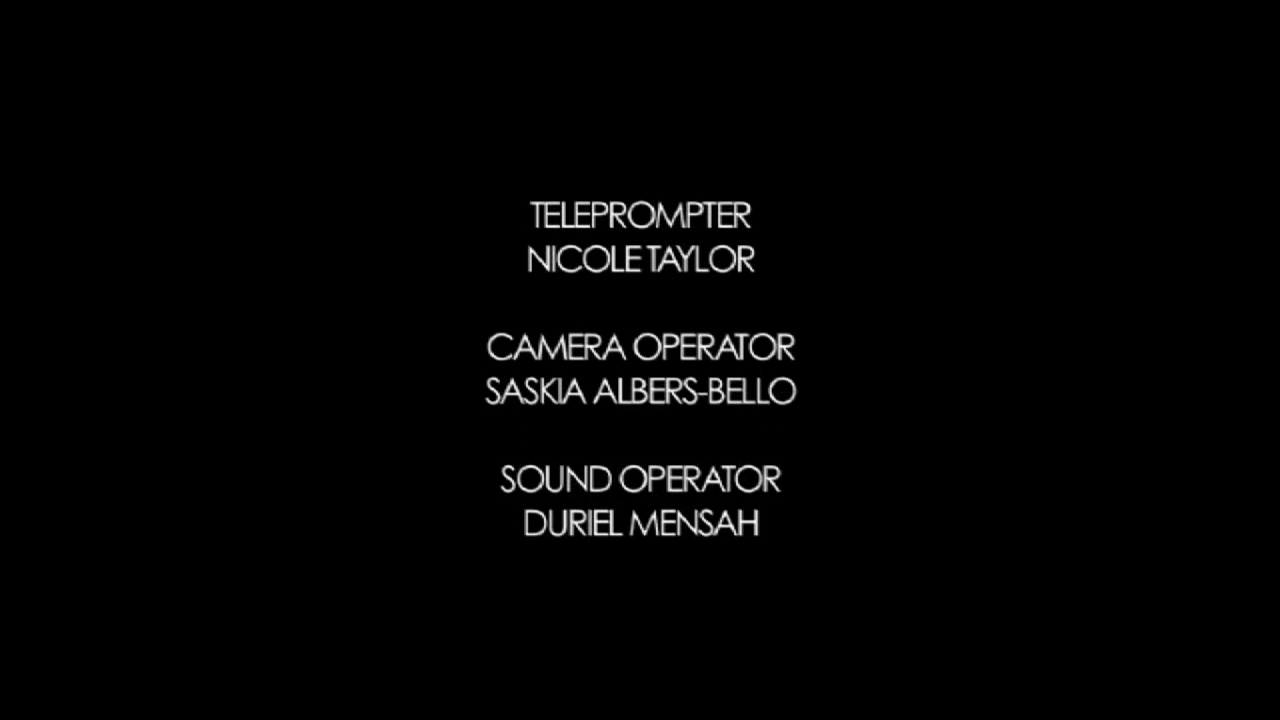 TELEPROMPTER
NICOLE TAYLOR
CAMERA OPERATOR
SASKIA ALBERS-BELLO
SOUND OPERATOR
DURIEL MENSAH